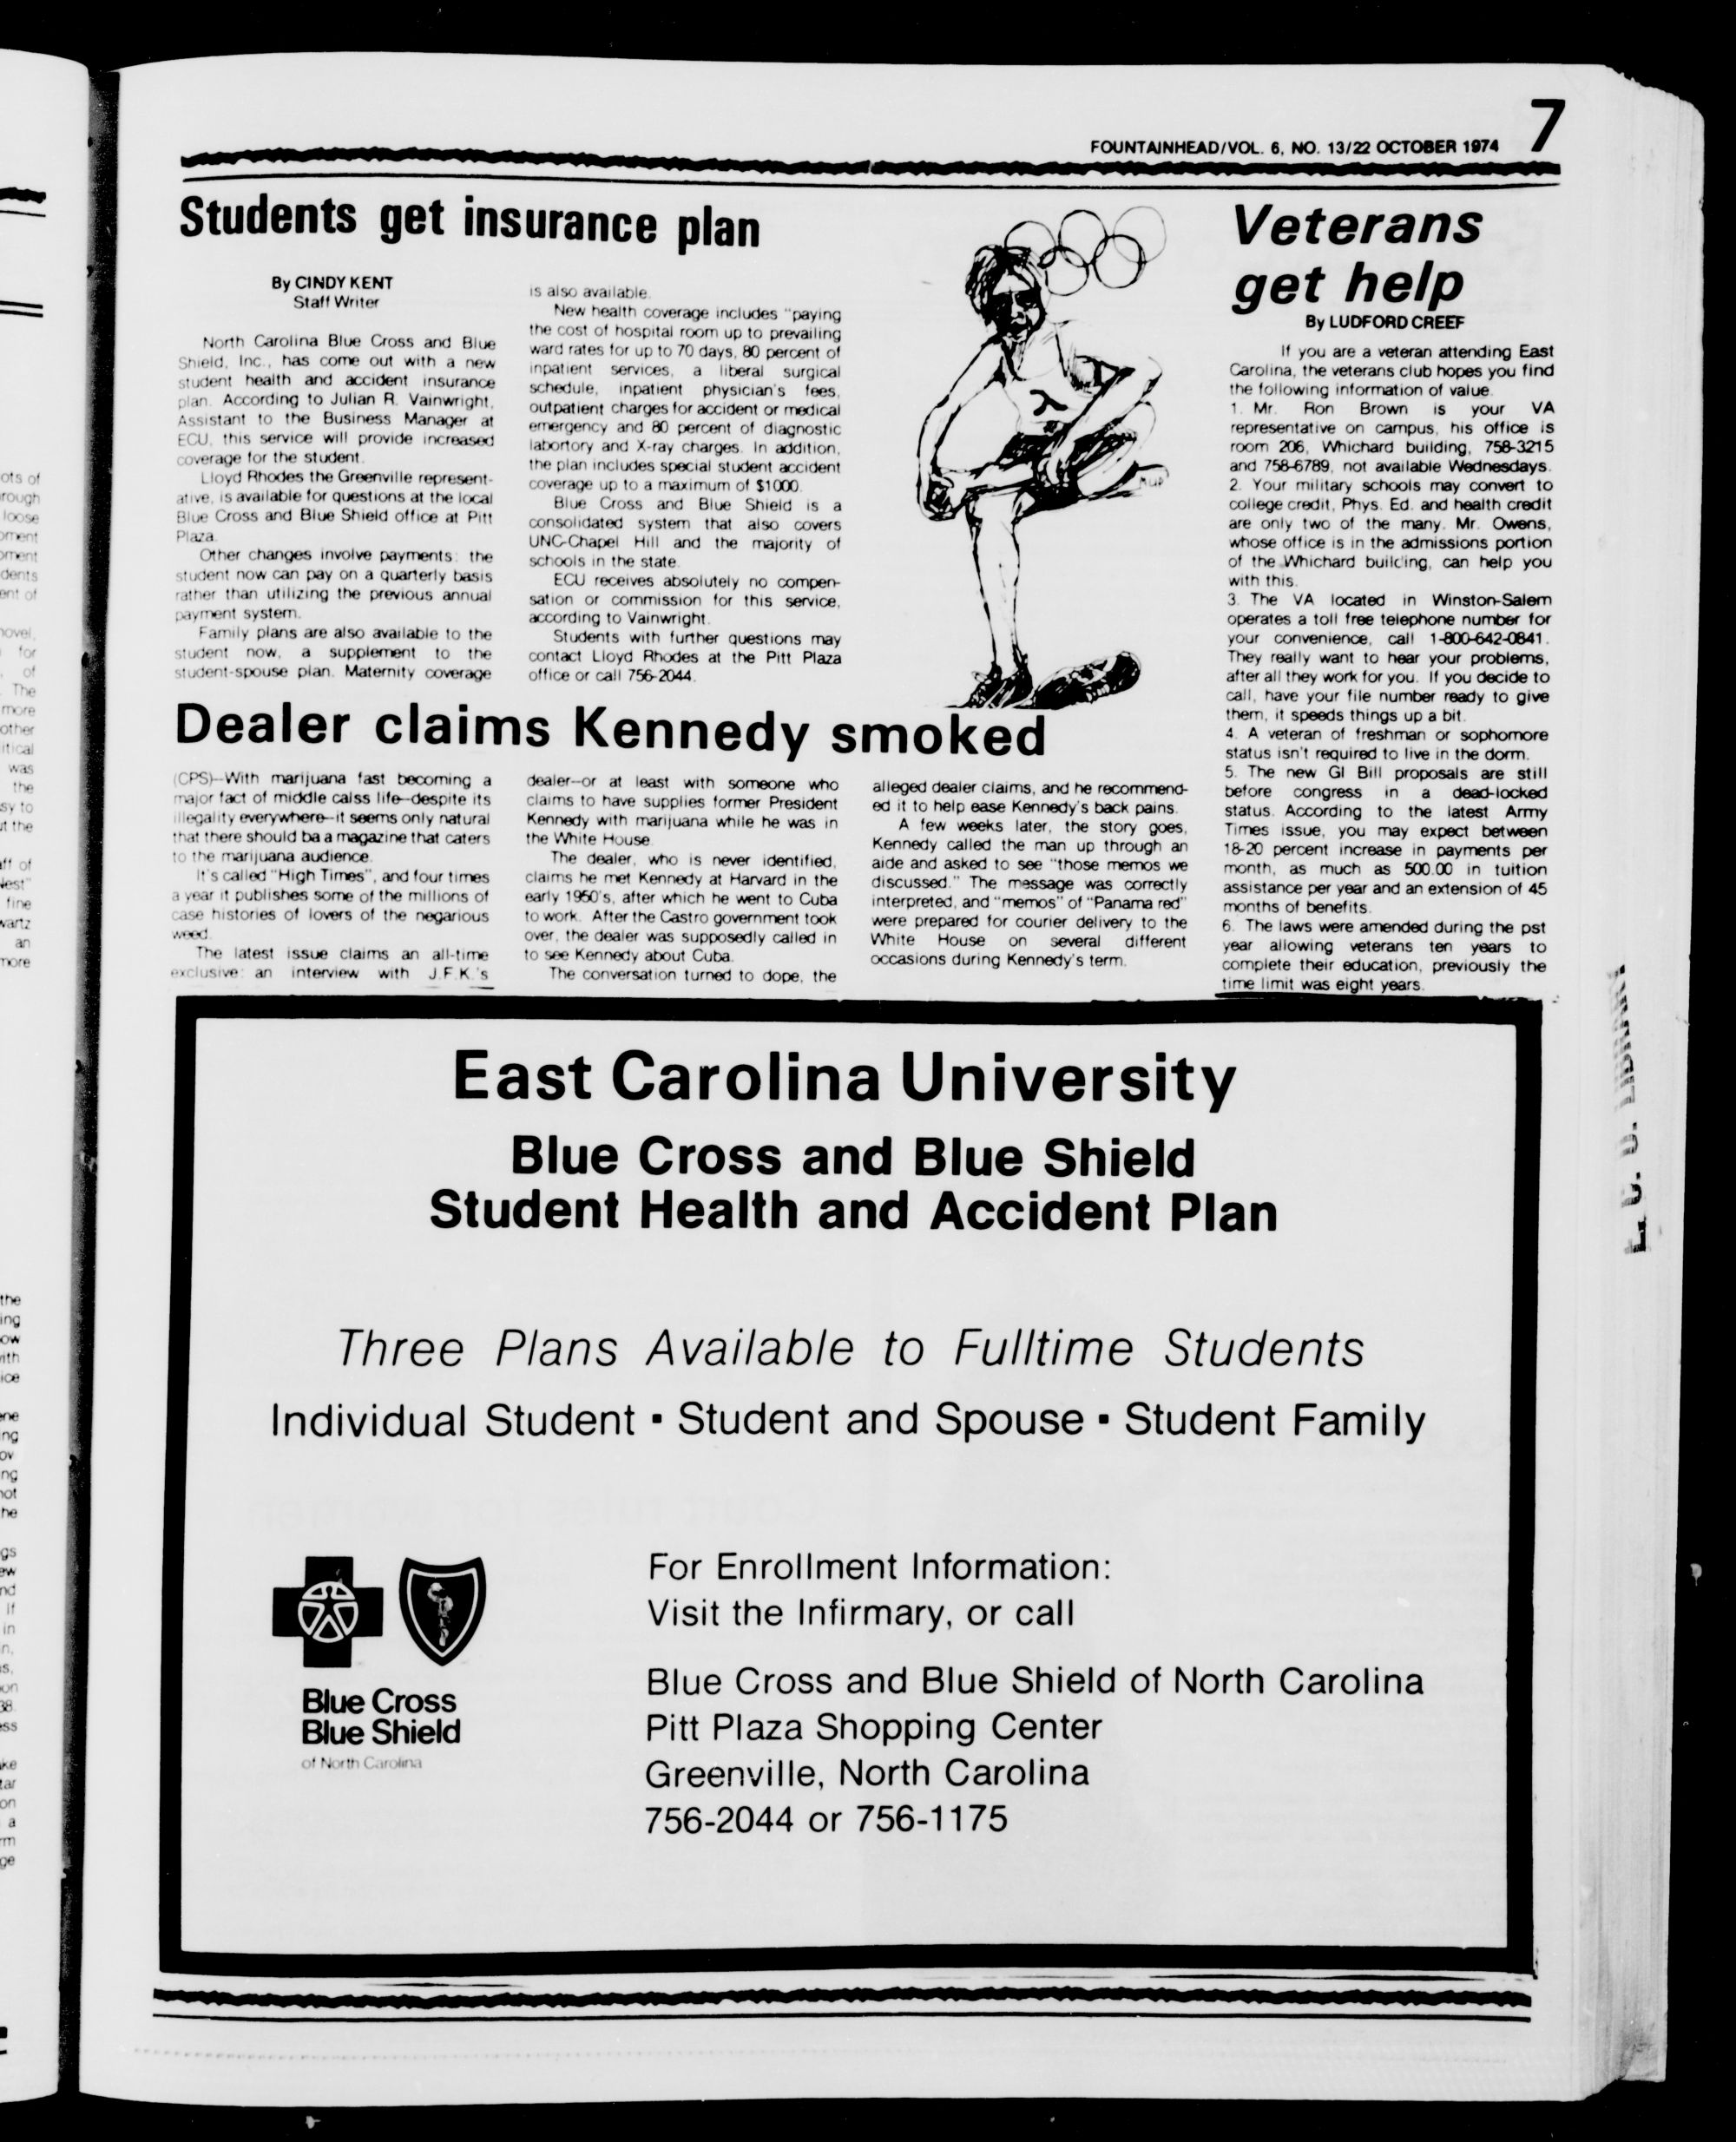 FOUNTAINHEAD/VOL. 6, NO. 13/22 OCTOBER 1974
7
Students get insurance plan
By CINDY KENT
Staff Writer
North Carolina Blue Cross and Blue
Shield, Inc., has come out with a new
student health and accident insurance
plan. According to Julian R. Vainwright,
Assistant to the Business Manager at
ECU, this service will provide increased
coverage for the student.
Lloyd Rhodes the Greenville represent-
ative, is available for questions at the local
Blue Cross and Blue Shield office at Pitt
Plaza.
Other changes involve payments: the
student now can pay on a quarterly basis
rather than utilizing the previous annual
payment system.
Family plans are also available to the
student now, a supplement to the
student-spouse plan. Maternity coverage
is also available.
New health coverage includes "paying
the cost of hospital room up to prevailing
ward rates for up to 70 days, 80 percent of
inpatient services, a liberal surgical
schedule, inpatient physician's fees,
outpatient charges for accident or medical
emergency and 80 percent of diagnostic
labortory and X-ray charges. In addition,
the plan includes special student accident
coverage up to a maximum of $1000.
Blue Cross and Blue Shield is a
consolidated system that also covers
UNC-Chapel Hill and the majority of
schools in the state.
ECU receives absolutely no compen-
sation or commission for this service,
according to Vainwright.
Students with further questions may
contact Lloyd Rhodes at the Pitt Plaza
office or call 756-2044.
Veterans
get help
By LUDFORD CREEF
If you are a veteran attending East
Carolina, the veterans club hopes you find
the following information of value.
1. Mr. Ron Brown is your VA
representative on campus, his office is
room 206, Whichard building, 758-3215
and 758-6789, not available Wednesdays.
2. Your military schools may convert to
college credit, Phys. Ed. and health credit
are only two of the many. Mr. Owens,
whose office is in the admissions portion
of the Whichard builcing, can help you
with this.
3. The VA located in Winston-Salem
operates a toll free telephone number for
your convenience, call 1-800-642-0841.
They really want to hear your problems,
after all they work for you. If you decide to
call, have your file number ready to give
them, it speeds things up a bit.
4. A veteran of freshman or sophomore
status isn't required to live in the dorm.
5. The new GI Bill proposals are still
before congress in a dead-locked
status. According to the latest Army
Times issue, you may expect between
18-20 percent increase in payments per
month, as much as 500.00 in tuition
assistance per year and an extension of 45
months of benefits.
6. The laws were amended during the pst
year allowing veterans ten years to
complete their education, previously the
time limit was eight years.
Dealer claims Kennedy smoked
(CPS)--With marijuana fast becoming a
major fact of middle calss life--despite its
illegality everywhere--it seems only natural
that there should ba a magazine that caters
to the marijuana audience.
It's called "High Times", and four times
a year it publishes some of the millions of
case histories of lovers of the negarious
weed.
The latest issue claims an all-time
exclusive: an interview with J.F.K.'s
dealer--or at least with someone who
claims to have supplies former President
Kennedy with marijuana while he was in
the White House.
The dealer, who is never identified,
claims he met Kennedy at Harvard in the
early 1950's, after which he went to Cuba
to work. After the Castro government took
over, the dealer was supposedly called in
to see Kennedy about Cuba.
The conversation turned to dope, the
alleged dealer claims, and he recommend-
ed it to help ease Kennedy's back pains.
A few weeks later, the story goes,
Kennedy called the man up through an
aide and asked to see "those memos we
discussed." The message was correctly
interpreted, and "memos" of "Panama red"
were prepared for courier delivery to the
White House on several different
occasions during Kennedy's term.
East Carolina University
Blue Cross and Blue Shield
Student Health and Accident Plan
Three Plans Available to Fulltime Students
Individual Student ▪ Student and Spouse ▪ Student Family
For Enrollment Information:
Visit the Infirmary, or call
Blue Cross and Blue Shield of North Carolina
Pitt Plaza Shopping Center
Greenville, North Carolina
756-2044 or 756-1175
Blue Cross
Blue Shield
of North Carolina